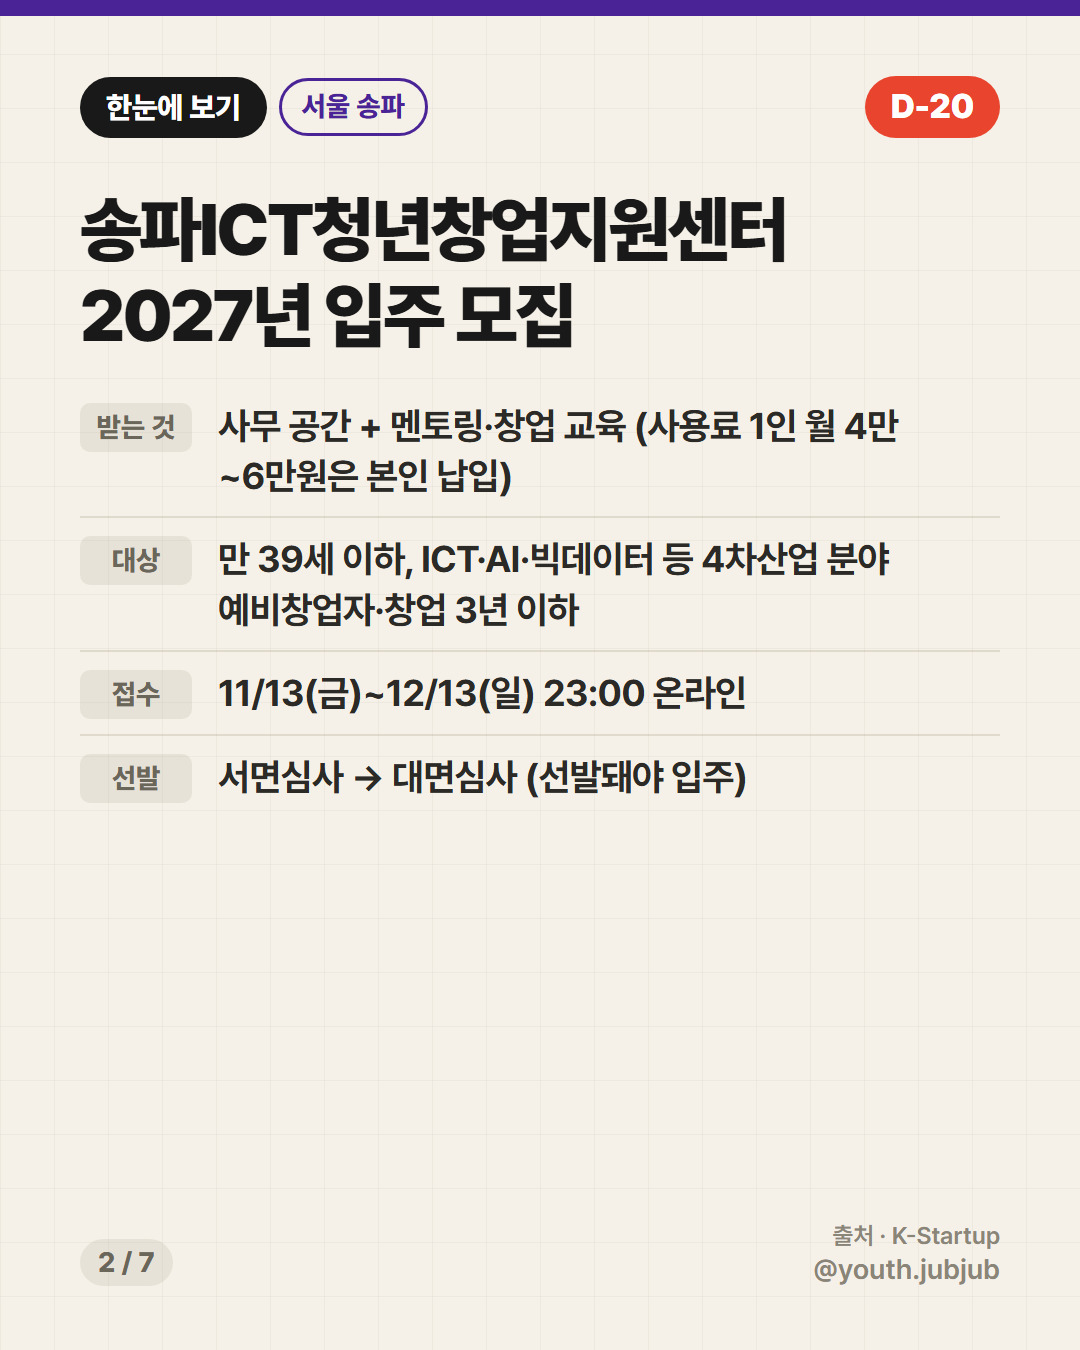 한눈에 보기
서울 송파
D-20
송파ICT청년창업지원센터
2027년 입주 모집
받는 것
사무 공간 + 멘토링·창업 교육 (사용료 1인 월 4만
~6만원은 본인 납입)
대상
만 39세 이하, ICT·AI·빅데이터 등 4차산업 분야
예비창업자·창업 3년 이하
접수
11/13(금)~12/13(일) 23:00 온라인
선발
서면심사 → 대면심사 (선발돼야 입주)
2 / 7
출처 · K-Startup
@youth.jubjub